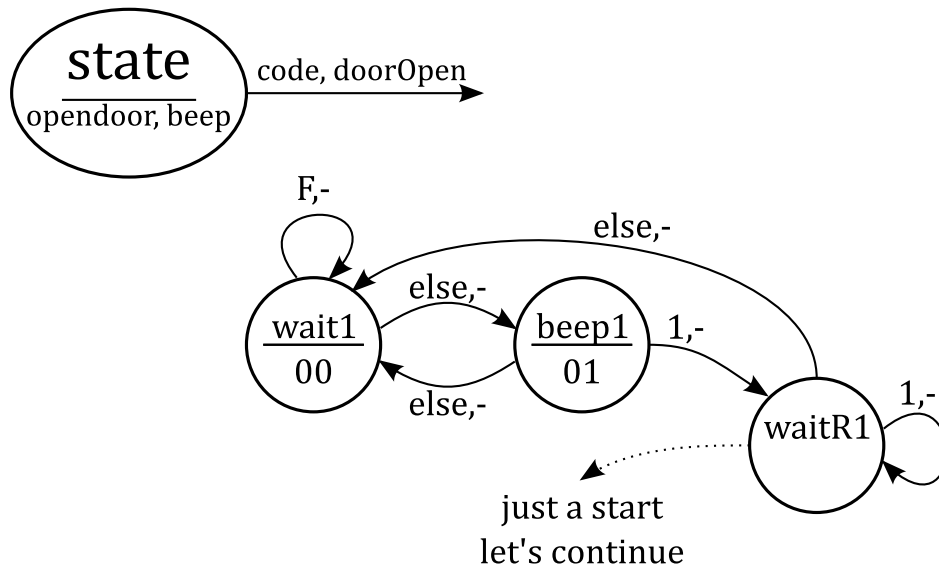 state
opendoor, beep
code, doorOpen
F,-
else,-
else,-
wait1
00
beep1
01
1,-
else,-
waitR1
1,-
just a start
let's continue